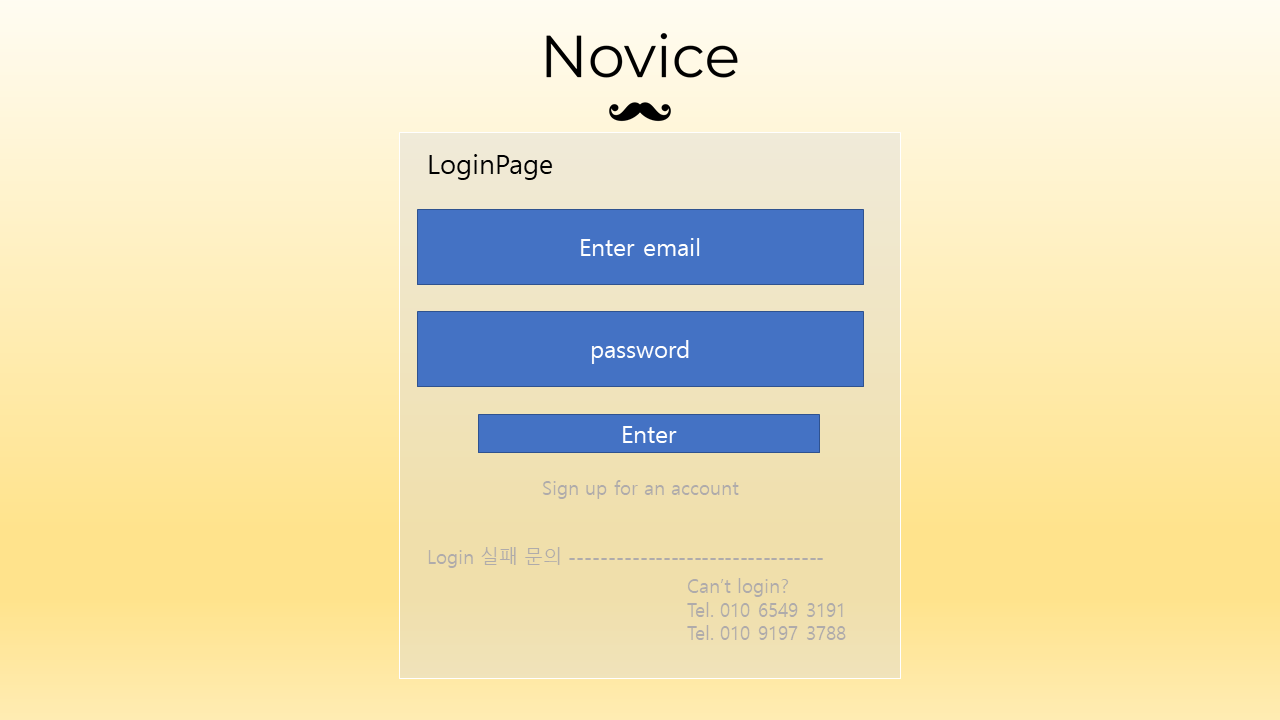 Novice
LoginPage
Enter email
password
Enter
Sign up for an account
Login 실패 문의 --------------------------------
Can't login?
Tel. 010 6549 3191
Tel. 010 9197 3788